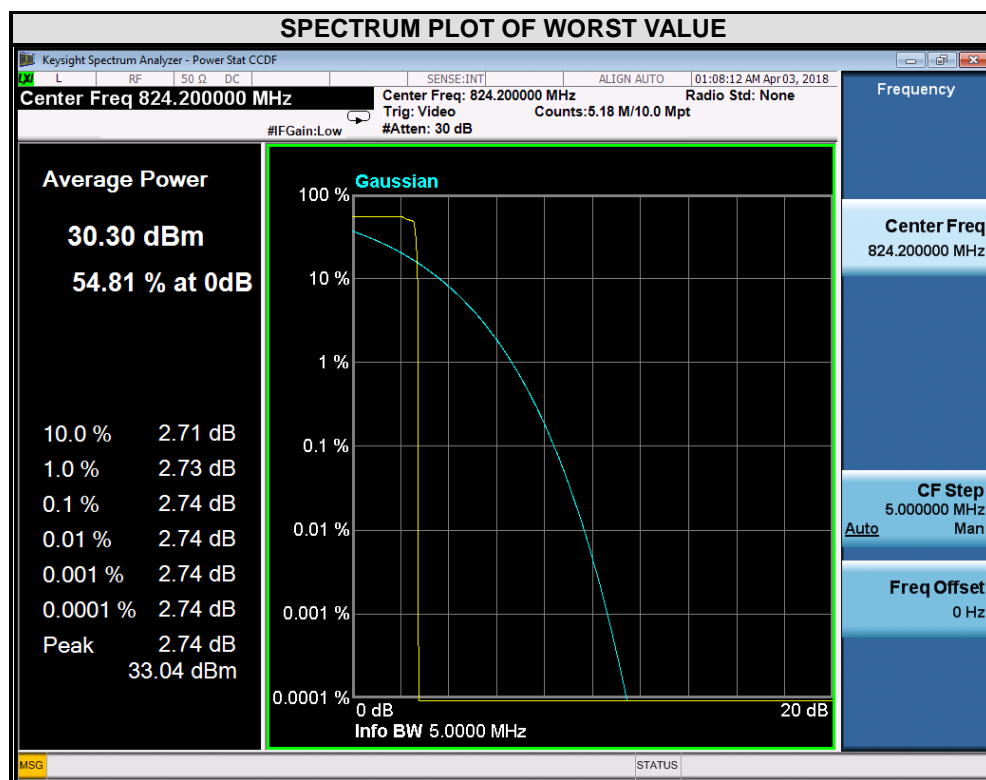 SPECTRUM PLOT OF WORST VALUE
Keysight Spectrum Analyzer - Power Stat CCDF
LXI L RF 50 Ω DC SENSE:INT ALIGN AUTO 01:08:12 AM Apr 03, 2018
Center Freq 824.200000 MHz
Center Freq: 824.200000 MHz Radio Std: None
Trig: Video Counts:5.18 M/10.0 Mpt
#IFGain:Low #Atten: 30 dB
Average Power
30.30 dBm
54.81 % at 0dB
10.0 % 2.71 dB
1.0 % 2.73 dB
0.1 % 2.74 dB
0.01 % 2.74 dB
0.001 % 2.74 dB
0.0001 % 2.74 dB
Peak 2.74 dB
33.04 dBm
Gaussian
100 %
10 %
1 %
0.1 %
0.01 %
0.001 %
0.0001 %
0 dB 20 dB
Info BW 5.0000 MHz
Frequency
Center Freq
824.200000 MHz
CF Step
5.000000 MHz
Auto Man
Freq Offset
0 Hz
MSG STATUS